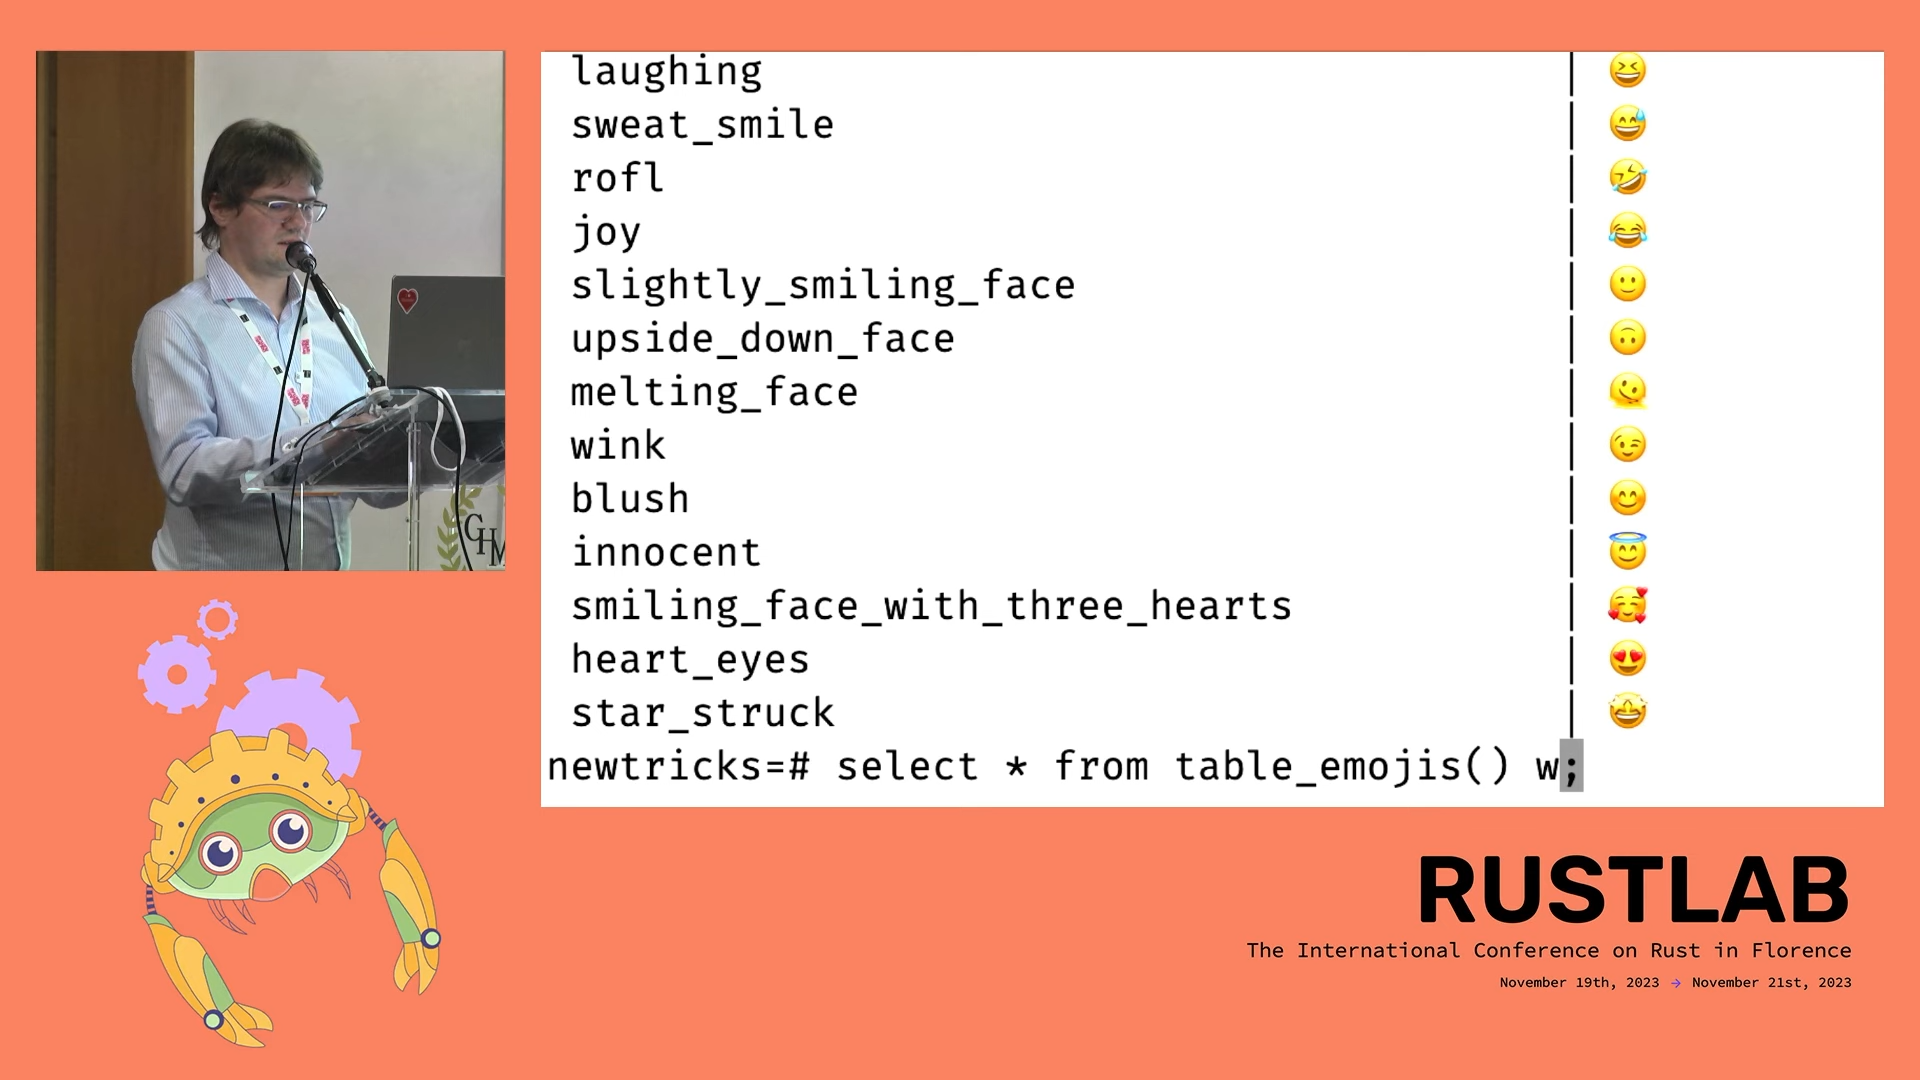 laughing | 😆
sweat_smile | 😅
rofl | 🤣
joy | 😂
slightly_smiling_face | 🙂
upside_down_face | 🙃
melting_face | 🫠
wink | 😉
blush | 😊
innocent | 😇
smiling_face_with_three_hearts | 🥰
heart_eyes | 😍
star_struck | 🤩
newtricks=# select * from table_emojis() w;
GHM
RUSTLAB
The International Conference on Rust in Florence
November 19th, 2023 → November 21st, 2023